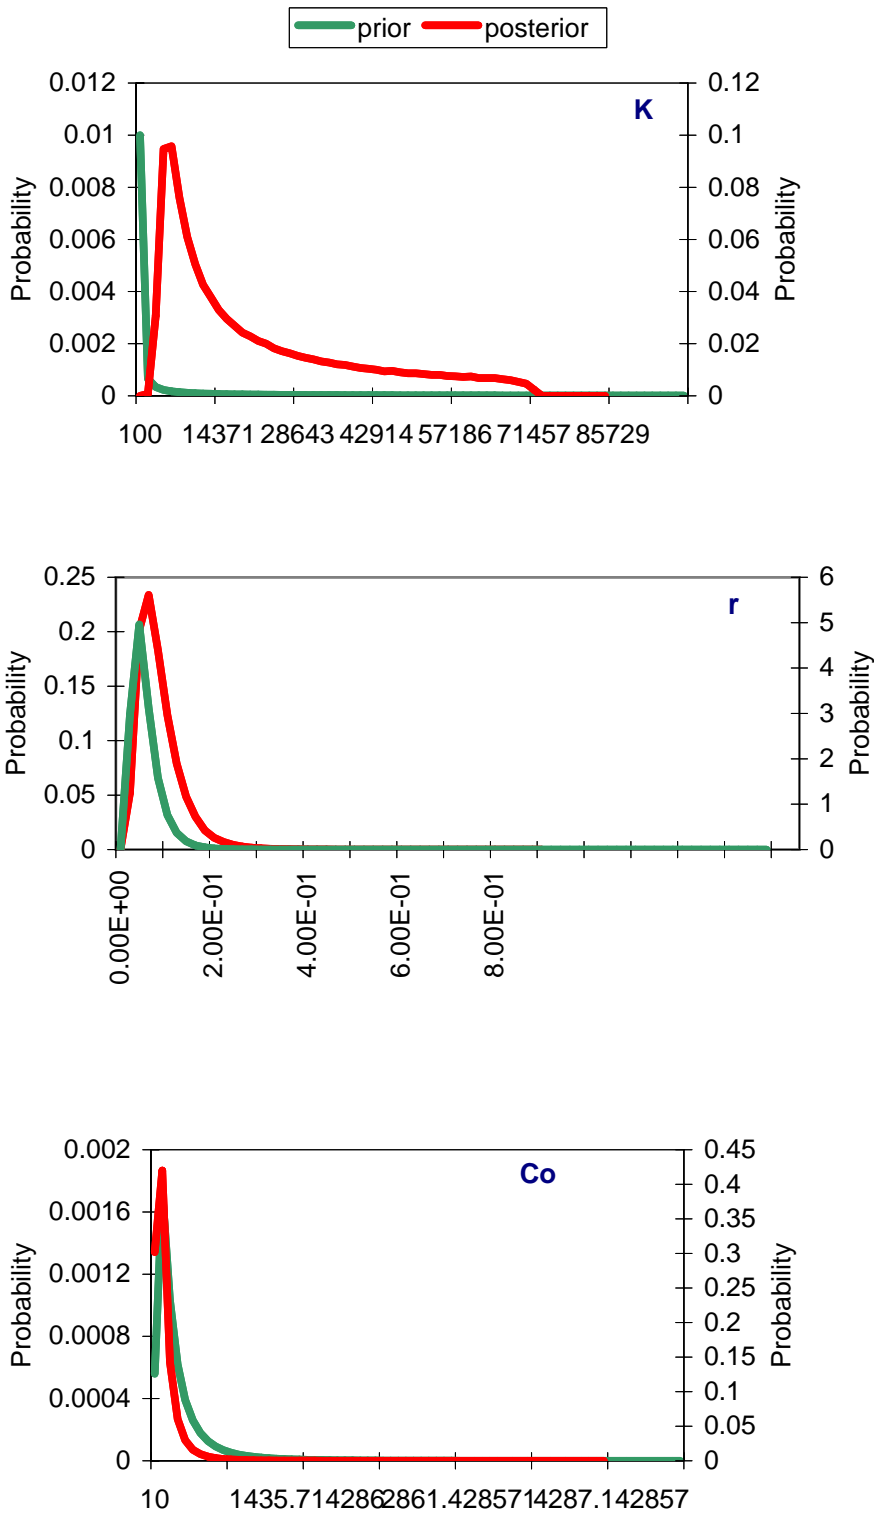 prior posterior
K
0.012 0.12
0.01 0.1
0.008 0.08
0.006 0.06
0.004 0.04
0.002 0.02
0 0
Probability Probability
100 14371 28643 42914 57186 71457 85729
r
0.25 6
0.2 5
0.15 4
0.1 3
0.05 2
0 1
0
Probability Probability
0.00E+00 2.00E-01 4.00E-01 6.00E-01 8.00E-01
Co
0.002 0.45
0.0016 0.4
0.0012 0.35
0.0008 0.3
0.0004 0.25
0 0.2
0.15
0.1
0.05
0
Probability Probability
10 1435.714286 2861.428571 4287.142857